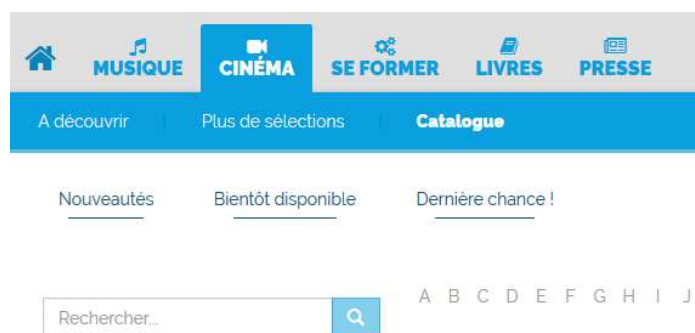 MUSIQUE CINÉMA SE FORMER LIVRES PRESSE
A découvrir Plus de sélections Catalogue
Nouveautés Bientôt disponible Dernière chance !
A B C D E F G H I J
Rechercher...